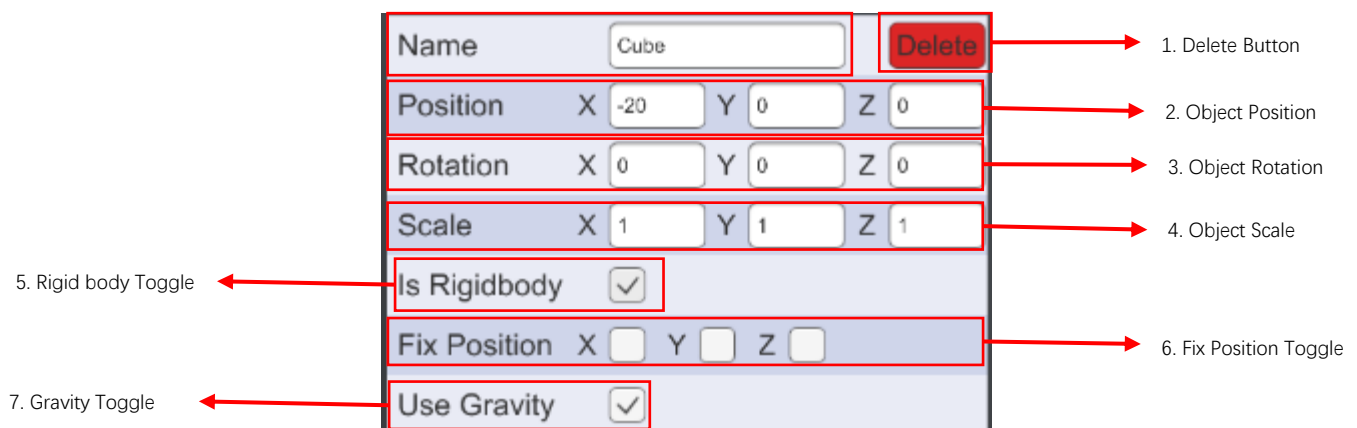 Name Cube Delete 1. Delete Button
Position X -20 Y 0 Z 0 2. Object Position
Rotation X 0 Y 0 Z 0 3. Object Rotation
Scale X 1 Y 1 Z 1 4. Object Scale
5. Rigid body Toggle Is Rigidbody
Fix Position X Y Z 6. Fix Position Toggle
7. Gravity Toggle Use Gravity